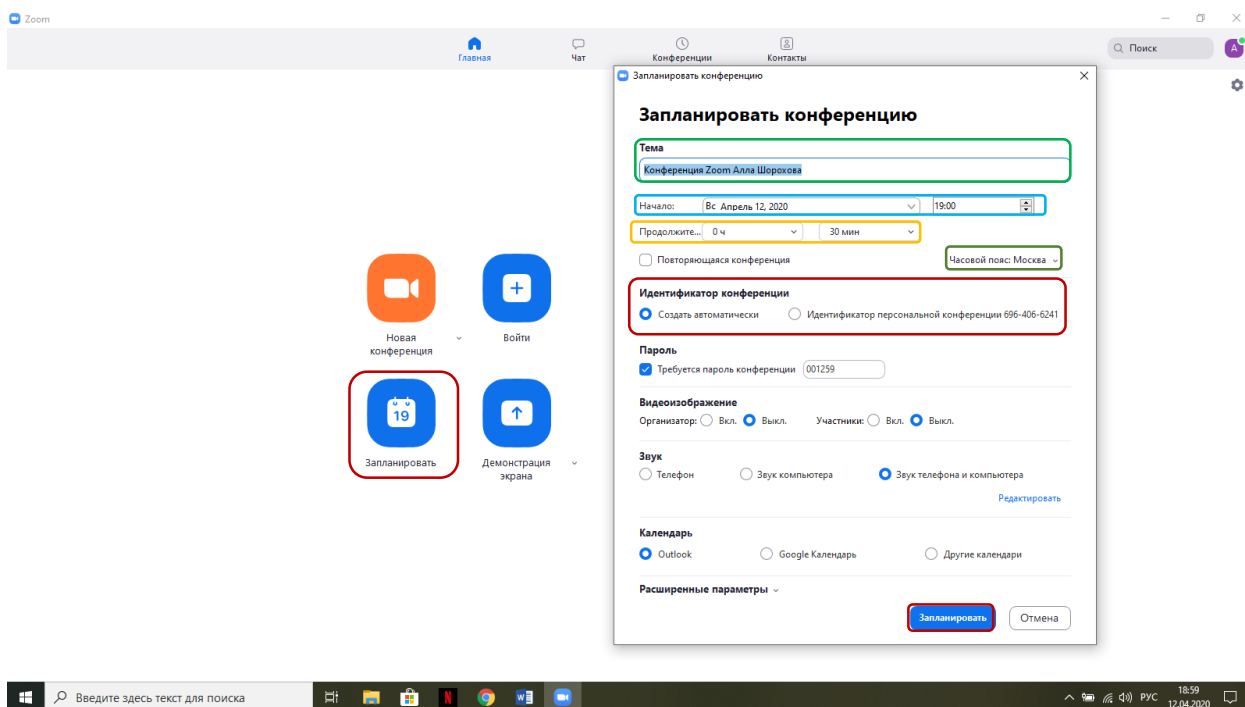 Zoom
Главная
Чат
Конференции
Контакты
Поиск
A
Запланировать конференцию
Запланировать конференцию
Тема
Конференция Zoom Алла Шорохова
Начало: Вс Апрель 12, 2020 19:00
Продолжите... 0 ч 30 мин
Повторяющаяся конференция Часовой пояс: Москва
Идентификатор конференции
Создать автоматически Идентификатор персональной конференции 696-406-6241
Пароль
Требуется пароль конференции 001259
Видеоизображение
Организатор: Вкл. Выкл. Участники: Вкл. Выкл.
Звук
Телефон Звук компьютера Звук телефона и компьютера
Редактировать
Календарь
Outlook Google Календарь Другие календари
Расширенные параметры
Запланировать Отмена
Новая
конференция
Войти
19
Запланировать
Демонстрация
экрана
Введите здесь текст для поиска
N
W
РУС
18:59
12.04.2020